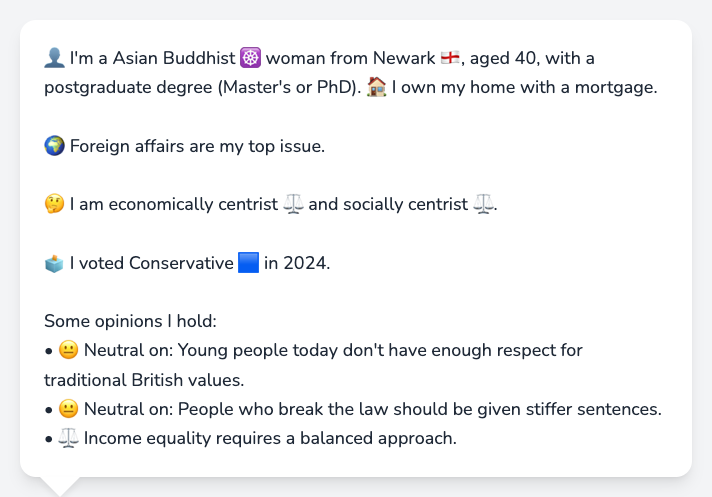 👤 I'm a Asian Buddhist ☸️ woman from Newark 🏴󠁧󠁢󠁥󠁮󠁧󠁿, aged 40, with a
postgraduate degree (Master's or PhD). 🏠 I own my home with a mortgage.
🌍 Foreign affairs are my top issue.
🤔 I am economically centrist ⚖️ and socially centrist ⚖️.
🗳️ I voted Conservative 🟦 in 2024.
Some opinions I hold:
• 😐 Neutral on: Young people today don't have enough respect for
traditional British values.
• 😐 Neutral on: People who break the law should be given stiffer sentences.
• ⚖️ Income equality requires a balanced approach.